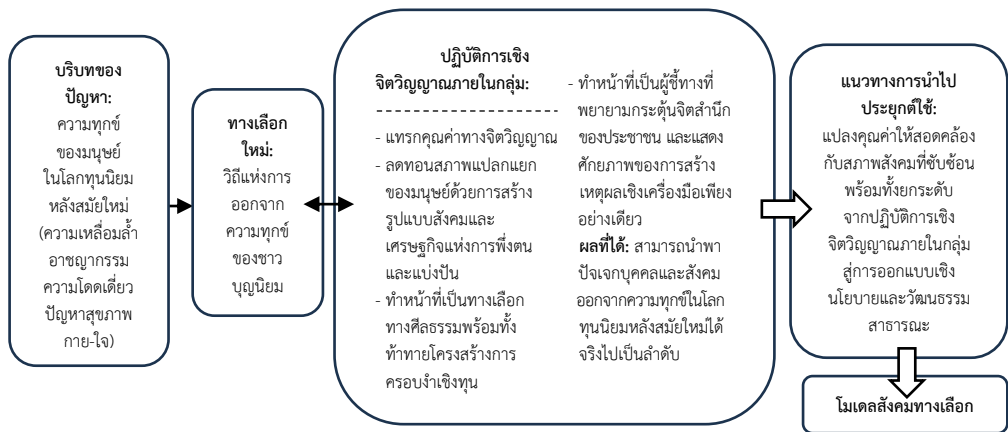 บริบทของ
ปัญหา:
ความทุกข์
ของมนุษย์
ในโลกทุนนิยม
หลังสมัยใหม่
(ความเหลื่อมล้ำ
อาชญากรรม
ความโดดเดี่ยว
ปัญหาสุขภาพ
กาย-ใจ)
ทางเลือก
ใหม่:
วิถีแห่งการ
ออกจาก
ความทุกข์
ของชาว
บุญนิยม
ปฏิบัติการเชิง
จิตวิญญาณภายในกลุ่ม:
------------------------------
- แทรกคุณค่าทางจิตวิญญาณ
- ลดทอนสภาพแปลกแยก
ของมนุษย์ด้วยการสร้าง
รูปแบบสังคมและ
เศรษฐกิจแห่งการพึ่งตน
และแบ่งปัน
- ทำหน้าที่เป็นทางเลือก
ทางศีลธรรมพร้อมทั้ง
ท้าทายโครงสร้างการ
ครอบงำเชิงทุน
- ทำหน้าที่เป็นผู้ชี้ทางที่
พยายามกระตุ้นจิตสำนึก
ของประชาชน และแสดง
ศักยภาพของการสร้าง
เหตุผลเชิงเครื่องมือเพียง
อย่างเดียว
ผลที่ได้: สามารถนำพา
ปัจเจกบุคคลและสังคม
ออกจากความทุกข์ในโลก
ทุนนิยมหลังสมัยใหม่ได้
จริงไปเป็นลำดับ
แนวทางการนำไป
ประยุกต์ใช้:
แปลงคุณค่าให้สอดคล้อง
กับสภาพสังคมที่ซับซ้อน
พร้อมทั้งยกระดับ
จากปฏิบัติการเชิง
จิตวิญญาณภายในกลุ่ม
สู่การออกแบบเชิง
นโยบายและวัฒนธรรม
สาธารณะ
โมเดลสังคมทางเลือก